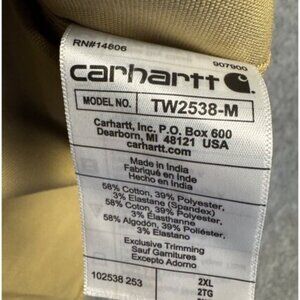 RN#14806
907900
carhartt
MODEL NO. TW2538-M
Carhartt, Inc. P.O. Box 600
Dearborn, MI 48121 USA
carhartt.com
Made in India
Fabriqué en Inde
Hecho en India
58% Cotton, 39% Polyester,
3% Elastane (Spandex)
58% Coton, 39% Polyester,
3% Élasthanne
58% Algodón, 39% Poliéster,
3% Elastano
Exclusive Trimming
Sauf Garnitures
Excepto Adorno
102538 253
2XL
2TG